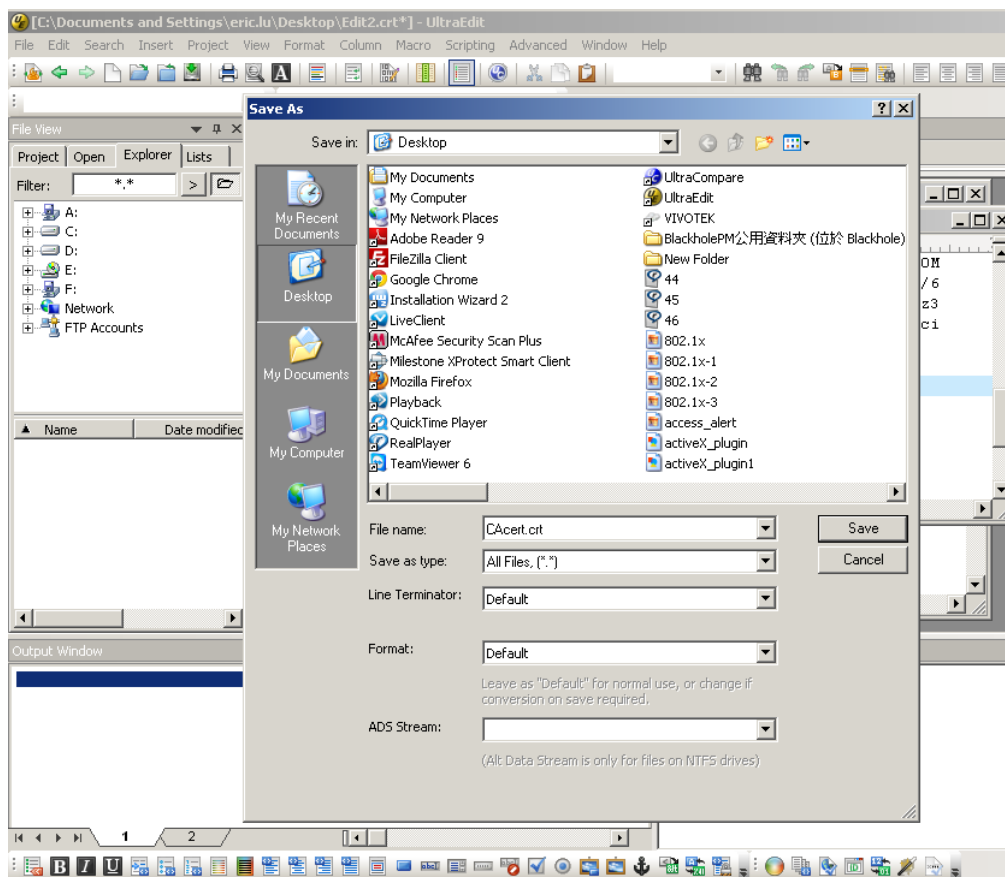 [C:\Documents and Settings\eric.lu\Desktop\Edit2.crt*] - UltraEdit
File Edit Search Insert Project View Format Column Macro Scripting Advanced Window Help
File View
Project Open Explorer Lists
Filter: *.* >
A:
C:
D:
E:
F:
Network
FTP Accounts
Name Date modified
Output Window
1 2
Save As
Save in: Desktop
My Recent Documents
Desktop
My Documents
My Computer
My Network Places
My Documents
My Computer
My Network Places
Adobe Reader 9
FileZilla Client
Google Chrome
Installation Wizard 2
LiveClient
McAfee Security Scan Plus
Milestone XProtect Smart Client
Mozilla Firefox
Playback
QuickTime Player
RealPlayer
TeamViewer 6
UltraCompare
UltraEdit
VIVOTEK
BlackholePM公用資料夾 (位於 Blackhole)
New Folder
44
45
46
802.1x
802.1x-1
802.1x-2
802.1x-3
access_alert
activeX_plugin
activeX_plugin1
File name: CAcert.crt Save
Save as type: All Files, (*.*) Cancel
Line Terminator: Default
Format: Default
Leave as "Default" for normal use, or change if
conversion on save required.
ADS Stream:
(Alt Data Stream is only for files on NTFS drives)
OM
/6
z3
ci
B I U